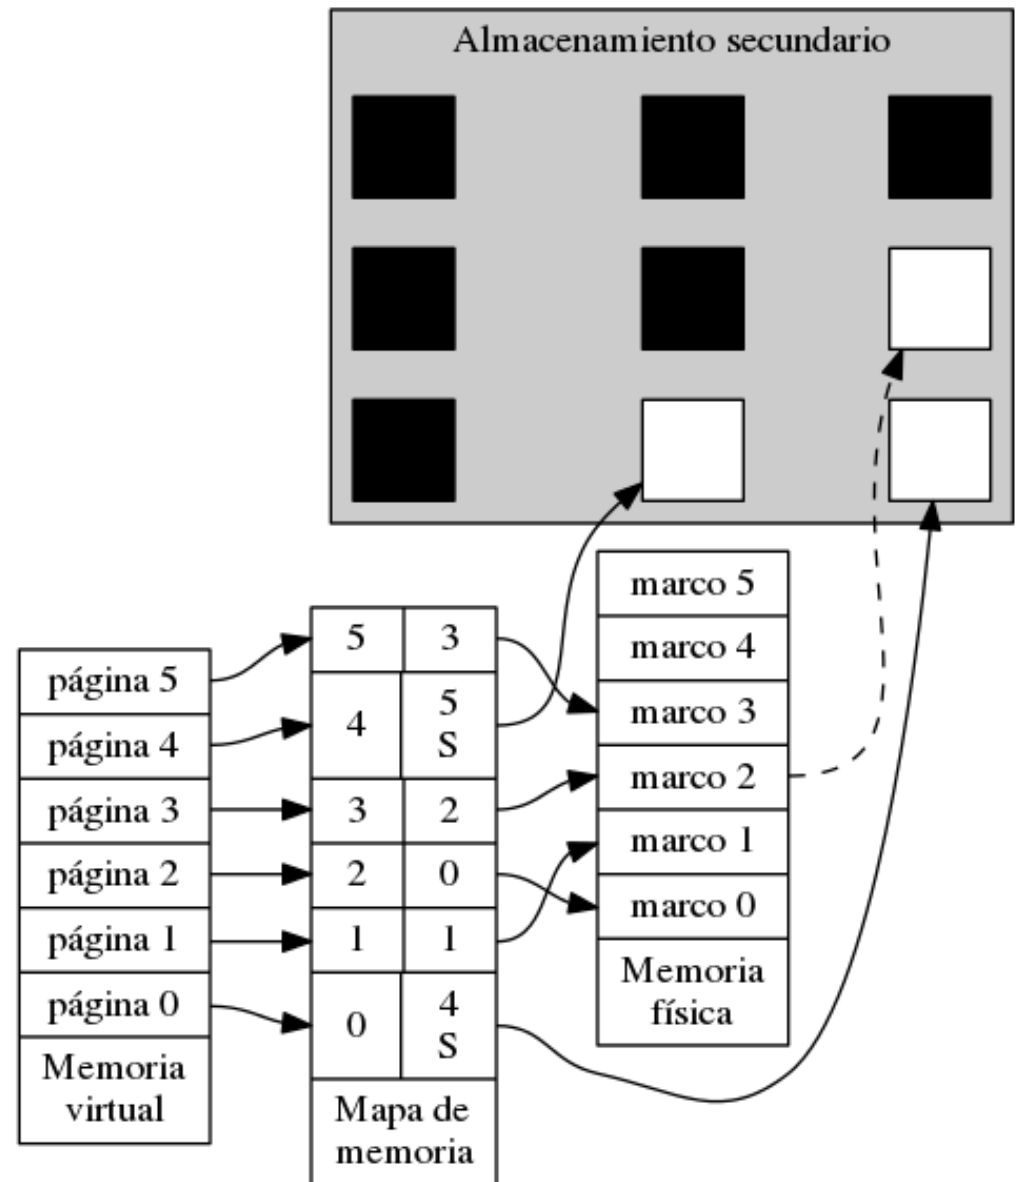 Almacenamiento secundario
página 5
página 4
página 3
página 2
página 1
página 0
Memoria
virtual
5 3
4 5
S
3 2
2 0
1 1
0 4
S
Mapa de
memoria
marco 5
marco 4
marco 3
marco 2
marco 1
marco 0
Memoria
física